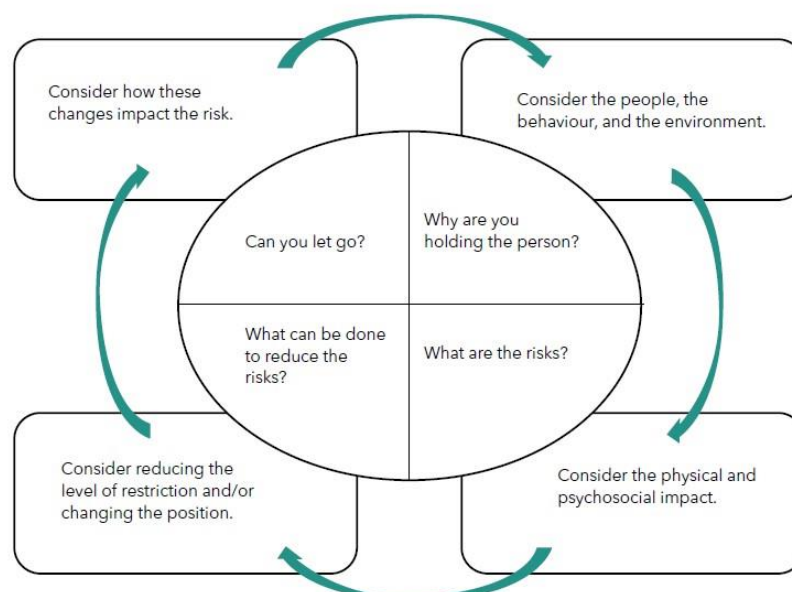 Consider how these
changes impact the risk.
Consider the people, the
behaviour, and the environment.
Can you let go?
Why are you
holding the person?
What can be done
to reduce the
risks?
What are the risks?
Consider reducing the
level of restriction and/or
changing the position.
Consider the physical and
psychosocial impact.